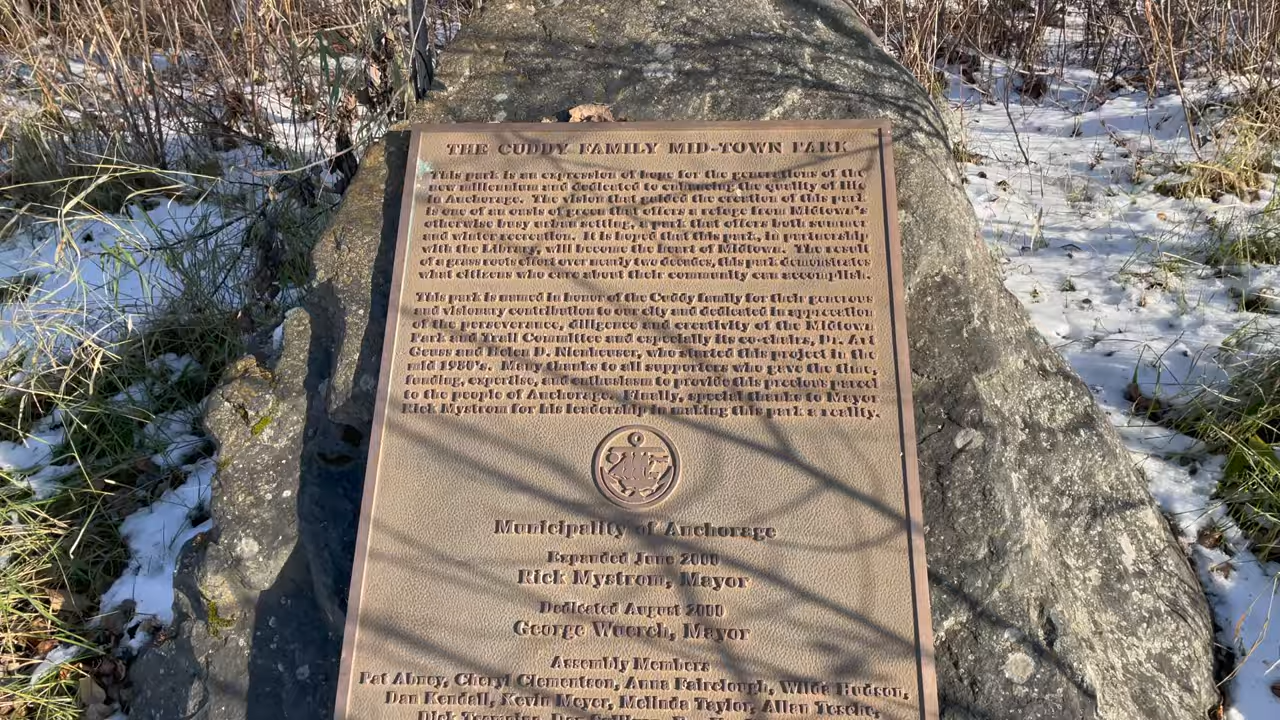 THE CUDDY FAMILY MID-TOWN PARK
This park is an expression of hope for the generations of the
new millennium and dedicated to enhancing the quality of life
in Anchorage. The vision that guided the creation of this park
is one of an oasis of green that offers a refuge from Midtown's
otherwise busy urban setting, a park that offers both summer
and winter recreation. It is hoped that this park, in partnership
with the Library, will become the heart of Midtown. The result
of a grass roots effort over nearly two decades, this park demonstrates
what citizens who care about their community can accomplish.
This park is named in honor of the Cuddy family for their generous
and visionary contribution to our city and dedicated in appreciation
of the perseverance, diligence and creativity of the Midtown
Park and Trail Committee and especially its co-chairs, Dr. Art
Geuss and Helen D. Nienhueser, who started this project in the
mid 1980's. Many thanks to all supporters who gave the time,
funding, expertise, and enthusiasm to provide this precious parcel
to the people of Anchorage. Finally, special thanks to Mayor
Rick Mystrom for his leadership in making this park a reality.
Municipality of Anchorage
Expanded June 2000
Rick Mystrom, Mayor
Dedicated August 2000
George Wuerch, Mayor
Assembly Members
Pat Abney, Cheryl Clementson, Anna Fairclough, Wilda Hudson,
Dan Kendall, Kevin Meyer, Melinda Taylor, Allan Tesche,
Dick